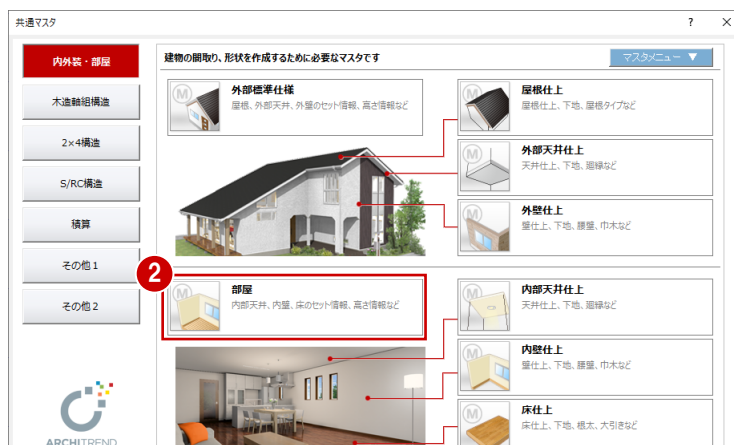 共通マスタ
? ×
内外装・部屋
木造軸組構造
2×4構造
S/RC構造
積算
その他1
その他2
ARCHITREND
建物の間取り、形状を作成するために必要なマスタです
マスタメニュー ▼
M
外部標準仕様
屋根、外部天井、外壁のセット情報、高さ情報など
M
屋根仕上
屋根仕上、下地、屋根タイプなど
M
外部天井仕上
天井仕上、下地、廻縁など
M
外壁仕上
壁仕上、下地、腰壁、巾木など
2
M
部屋
内部天井、内壁、床のセット情報、高さ情報など
M
内部天井仕上
天井仕上、下地、廻縁など
M
内壁仕上
壁仕上、下地、腰壁、巾木など
M
床仕上
床仕上、下地、根太、大引きなど